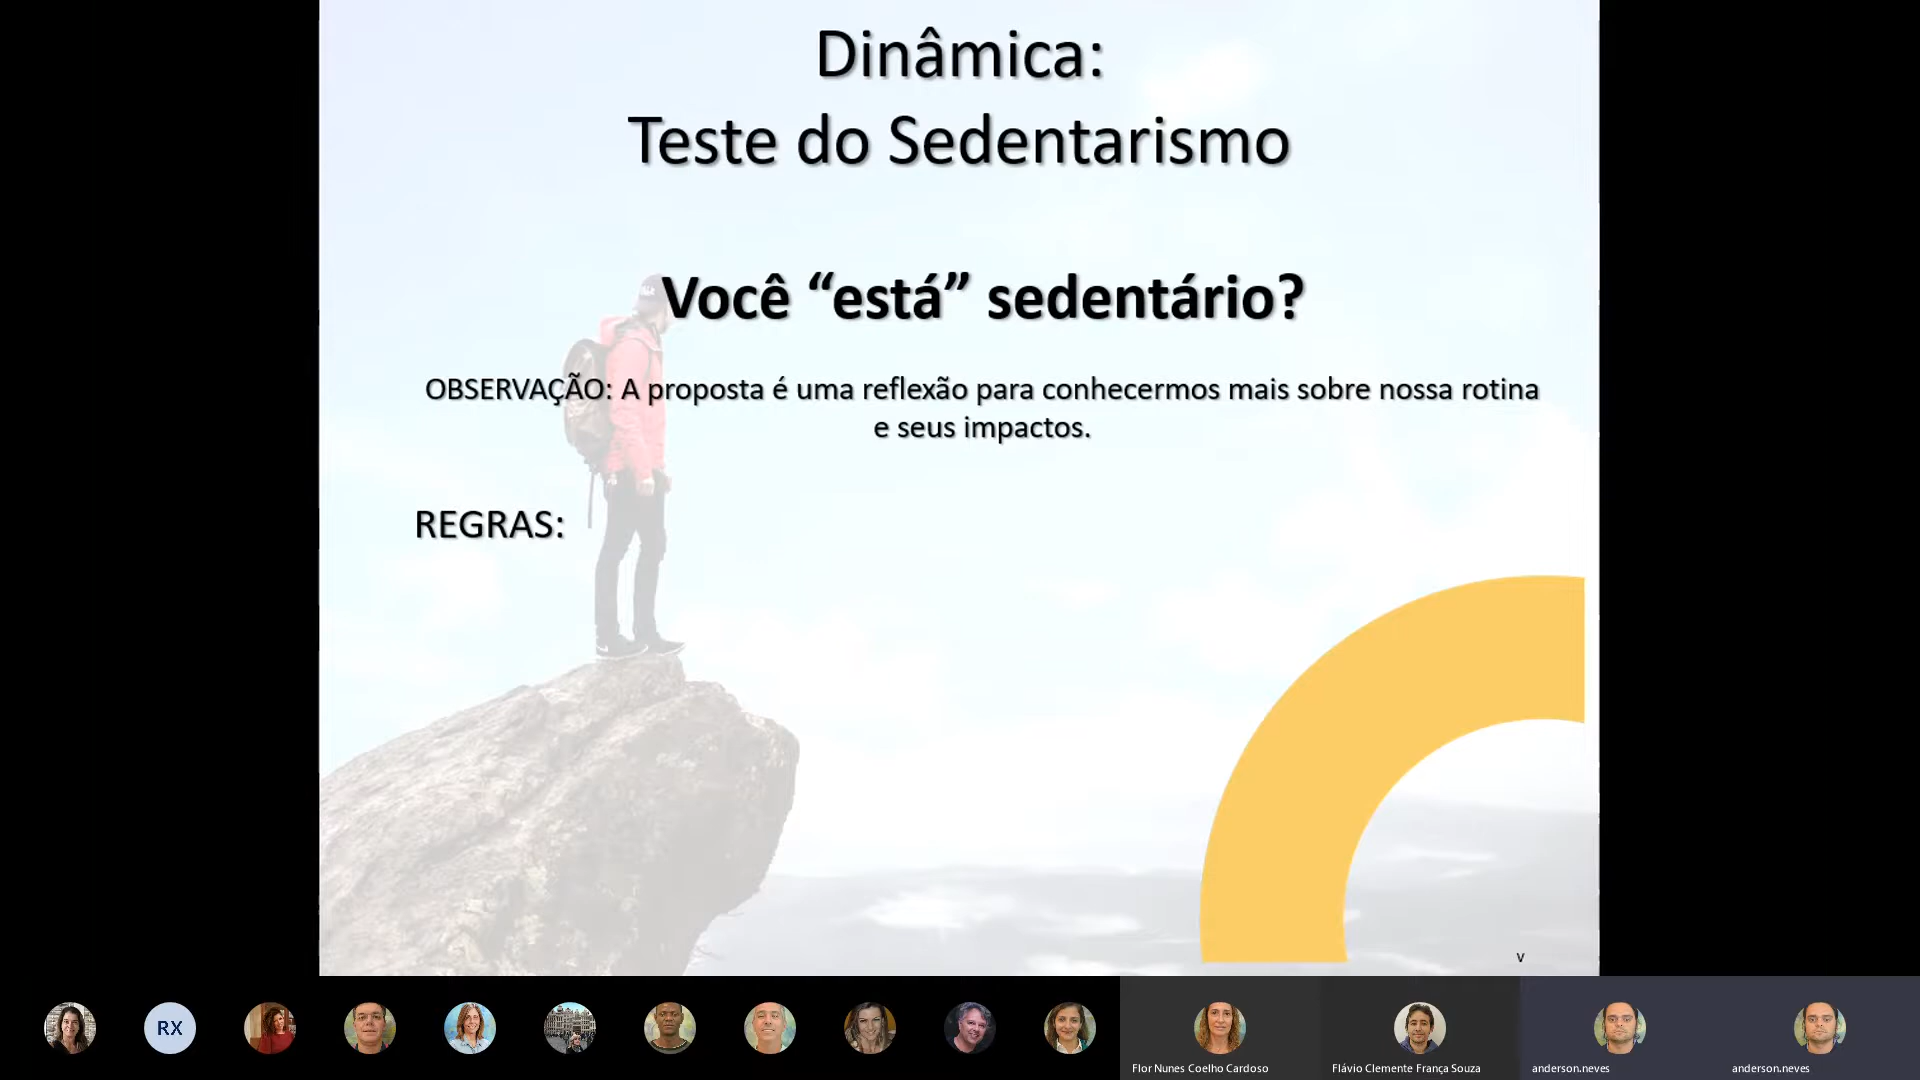 Dinâmica:
Teste do Sedentarismo
Você “está” sedentário?
OBSERVAÇÃO: A proposta é uma reflexão para conhecermos mais sobre nossa rotina
e seus impactos.
REGRAS:
v
RX
Flor Nunes Coelho Cardoso
Flávio Clemente França Souza
anderson.neves
anderson.neves